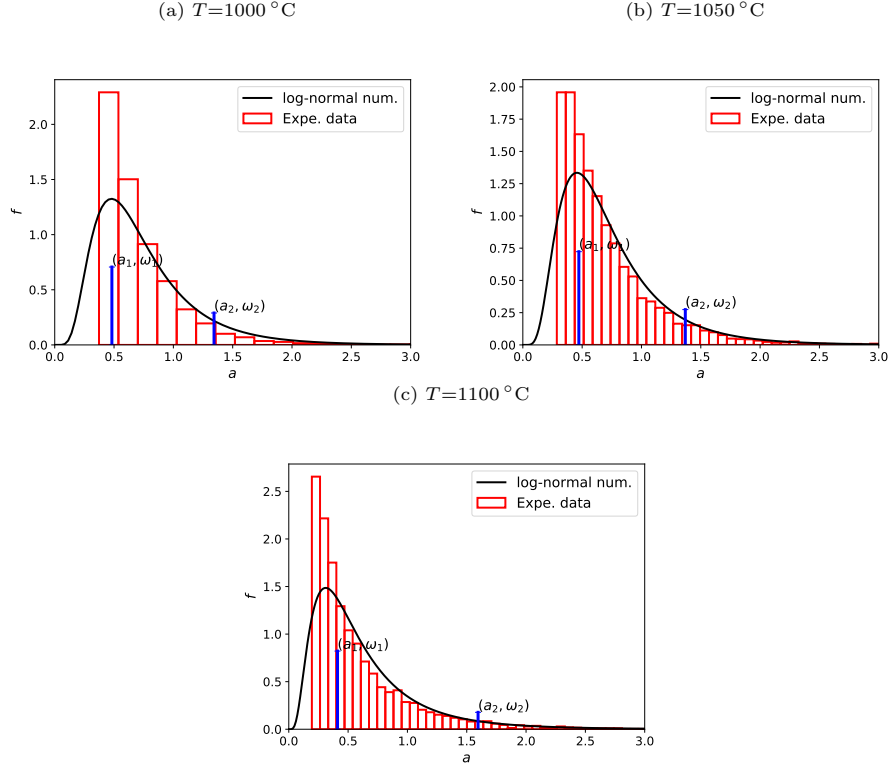 (a) T=1000 °C
log-normal num.
Expe. data
f
2.0
1.5
1.0
0.5
0.0
(a₁, ω₁)
(a₂, ω₂)
0.0 0.5 1.0 1.5 2.0 2.5 3.0
a
(b) T=1050 °C
log-normal num.
Expe. data
f
2.00
1.75
1.50
1.25
1.00
0.75
0.50
0.25
0.00
(a₁, ω₁)
(a₂, ω₂)
0.0 0.5 1.0 1.5 2.0 2.5 3.0
a
(c) T=1100 °C
log-normal num.
Expe. data
f
2.5
2.0
1.5
1.0
0.5
0.0
(a₁, ω₁)
(a₂, ω₂)
0.0 0.5 1.0 1.5 2.0 2.5 3.0
a